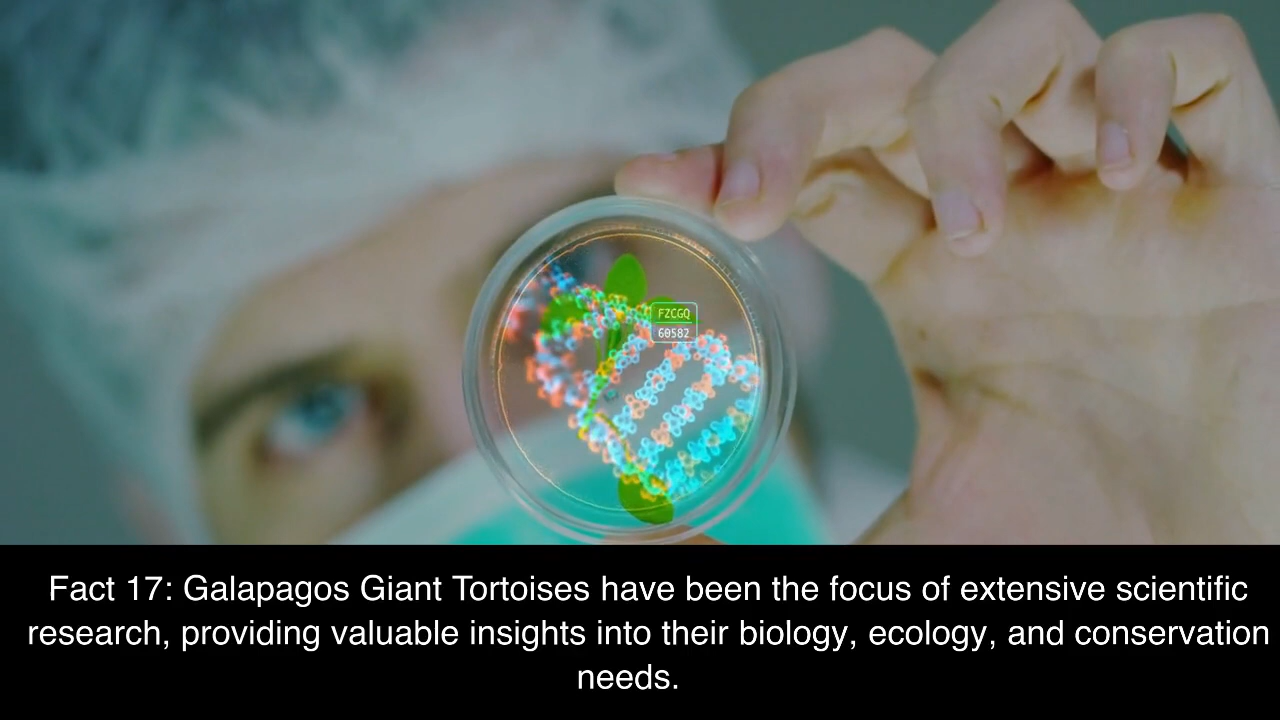 FZCGQ
60582
Fact 17: Galapagos Giant Tortoises have been the focus of extensive scientific
research, providing valuable insights into their biology, ecology, and conservation
needs.